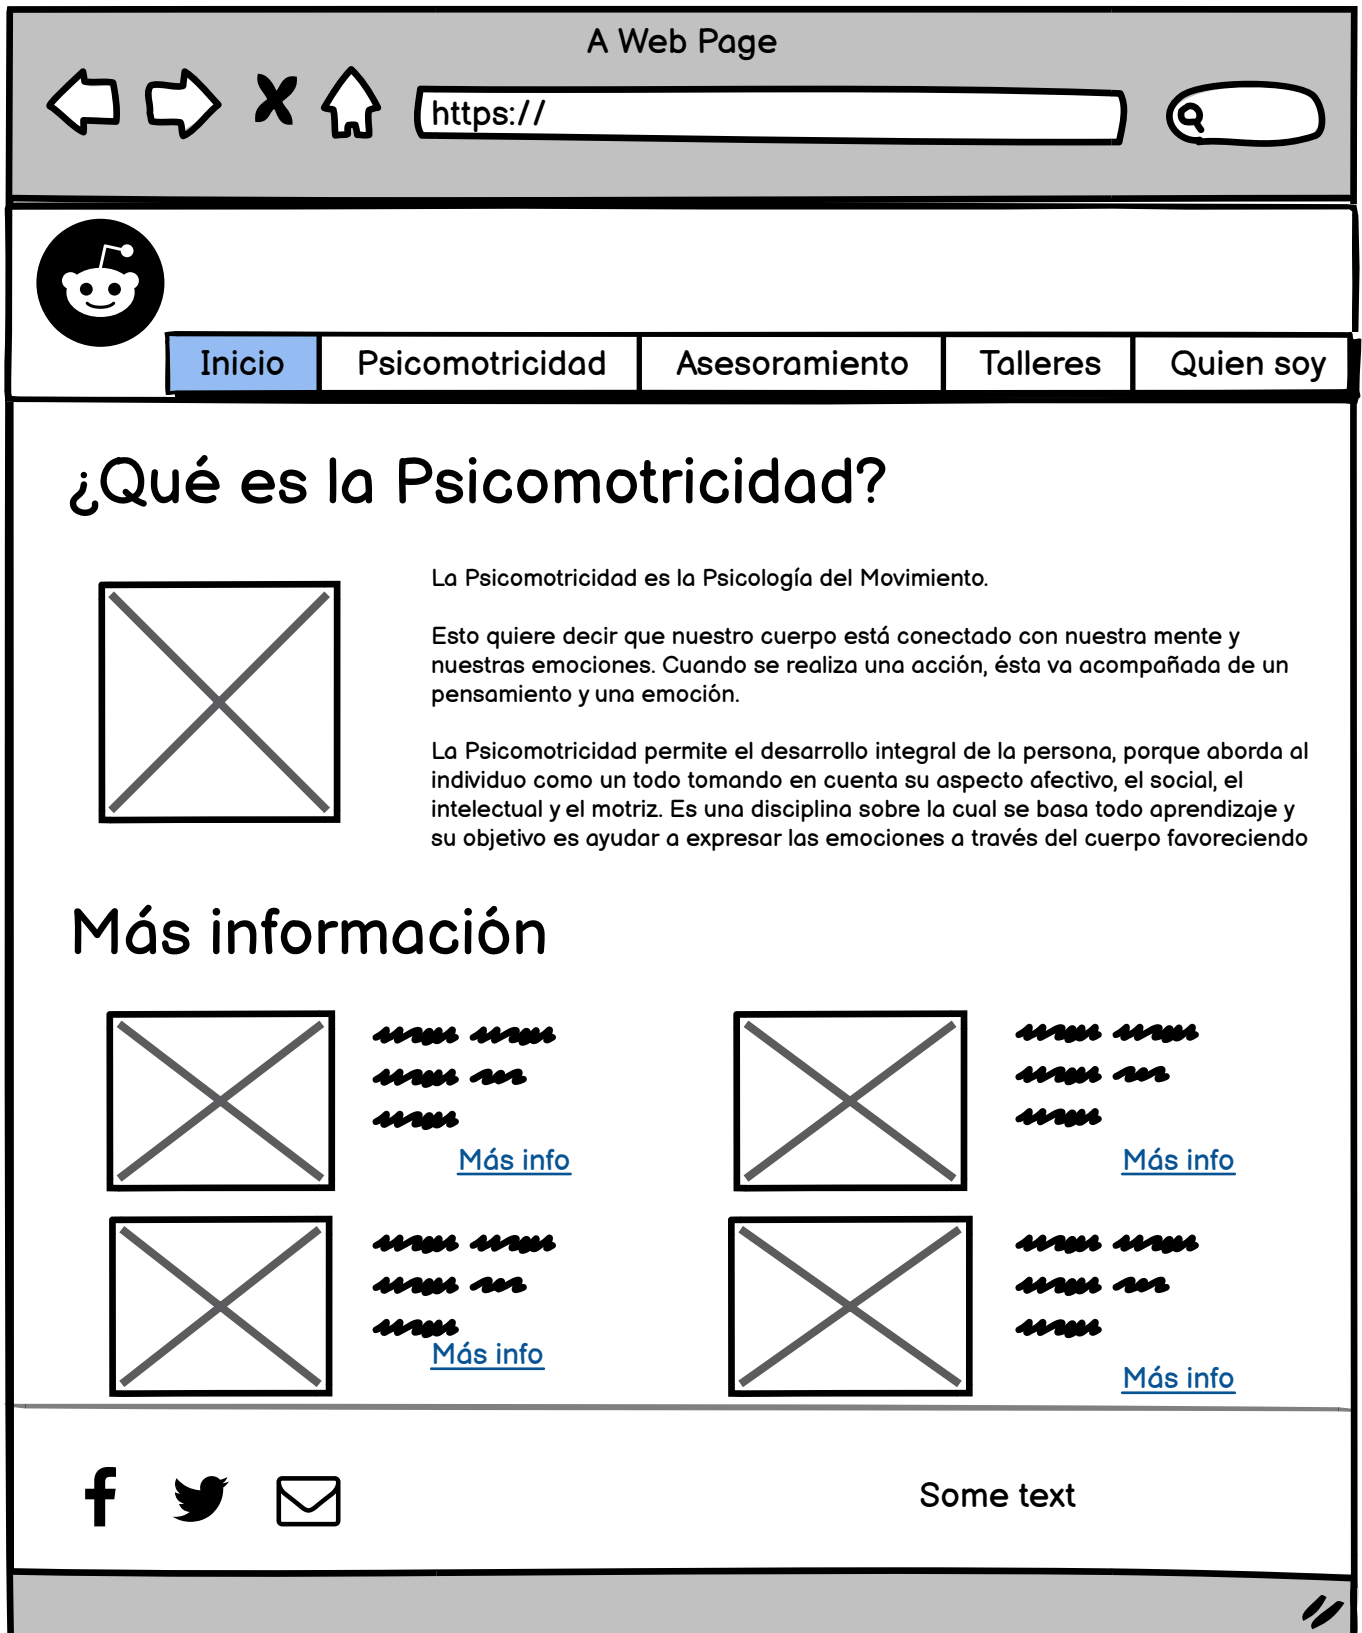 A Web Page
https://
Inicio
Psicomotricidad
Asesoramiento
Talleres
Quien soy
¿Qué es la Psicomotricidad?
La Psicomotricidad es la Psicología del Movimiento.
Esto quiere decir que nuestro cuerpo está conectado con nuestra mente y
nuestras emociones. Cuando se realiza una acción, ésta va acompañada de un
pensamiento y una emoción.
La Psicomotricidad permite el desarrollo integral de la persona, porque aborda al
individuo como un todo tomando en cuenta su aspecto afectivo, el social, el
intelectual y el motriz. Es una disciplina sobre la cual se basa todo aprendizaje y
su objetivo es ayudar a expresar las emociones a través del cuerpo favoreciendo
Más información
Más info
Más info
Más info
Más info
Some text